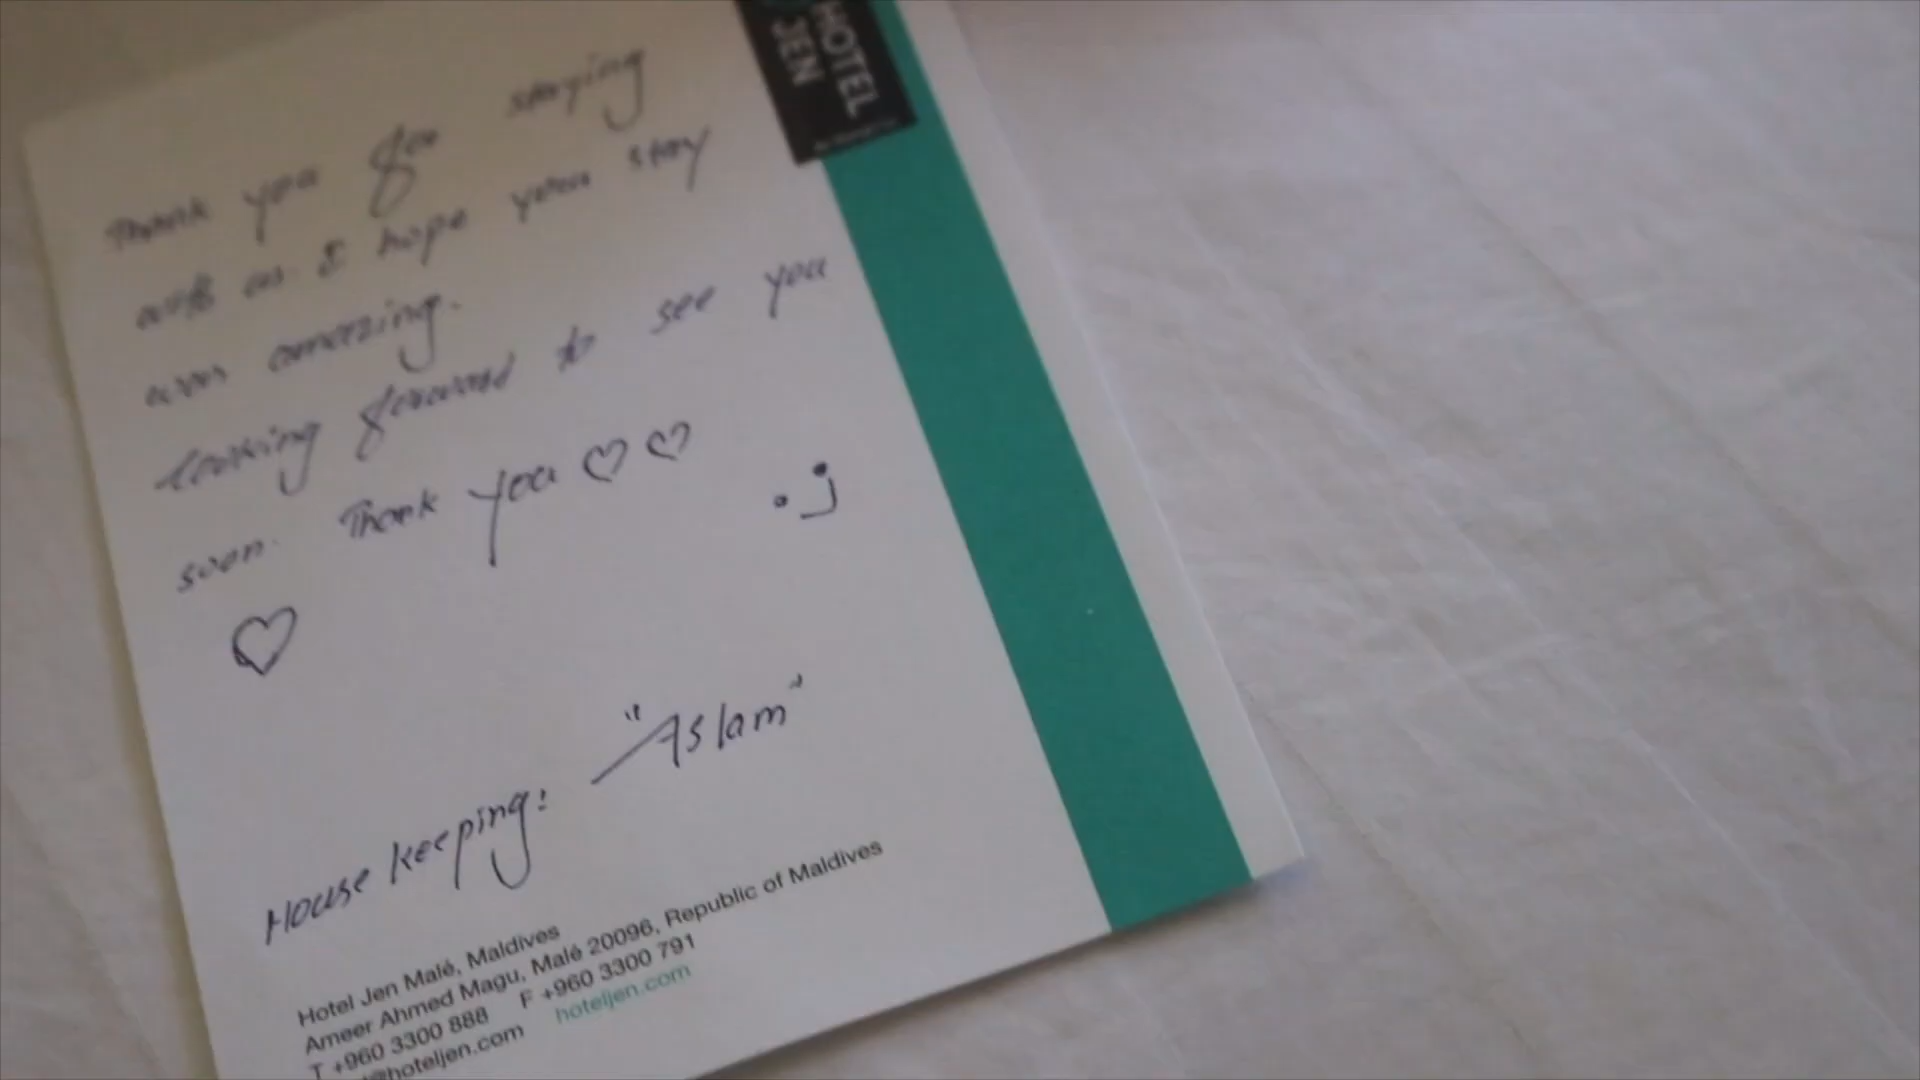 HOTEL
JEN
Thank you for staying
with us. I hope your stay
was amazing.
Looking forward to see you
soon. Thank you ♡ ♡
♡
House keeping: "Aslam"
Hotel Jen Malé, Maldives
Ameer Ahmed Magu, Malé 20096, Republic of Maldives
T +960 3300 888 F +960 3300 791
@hoteljen.com hoteljen.com